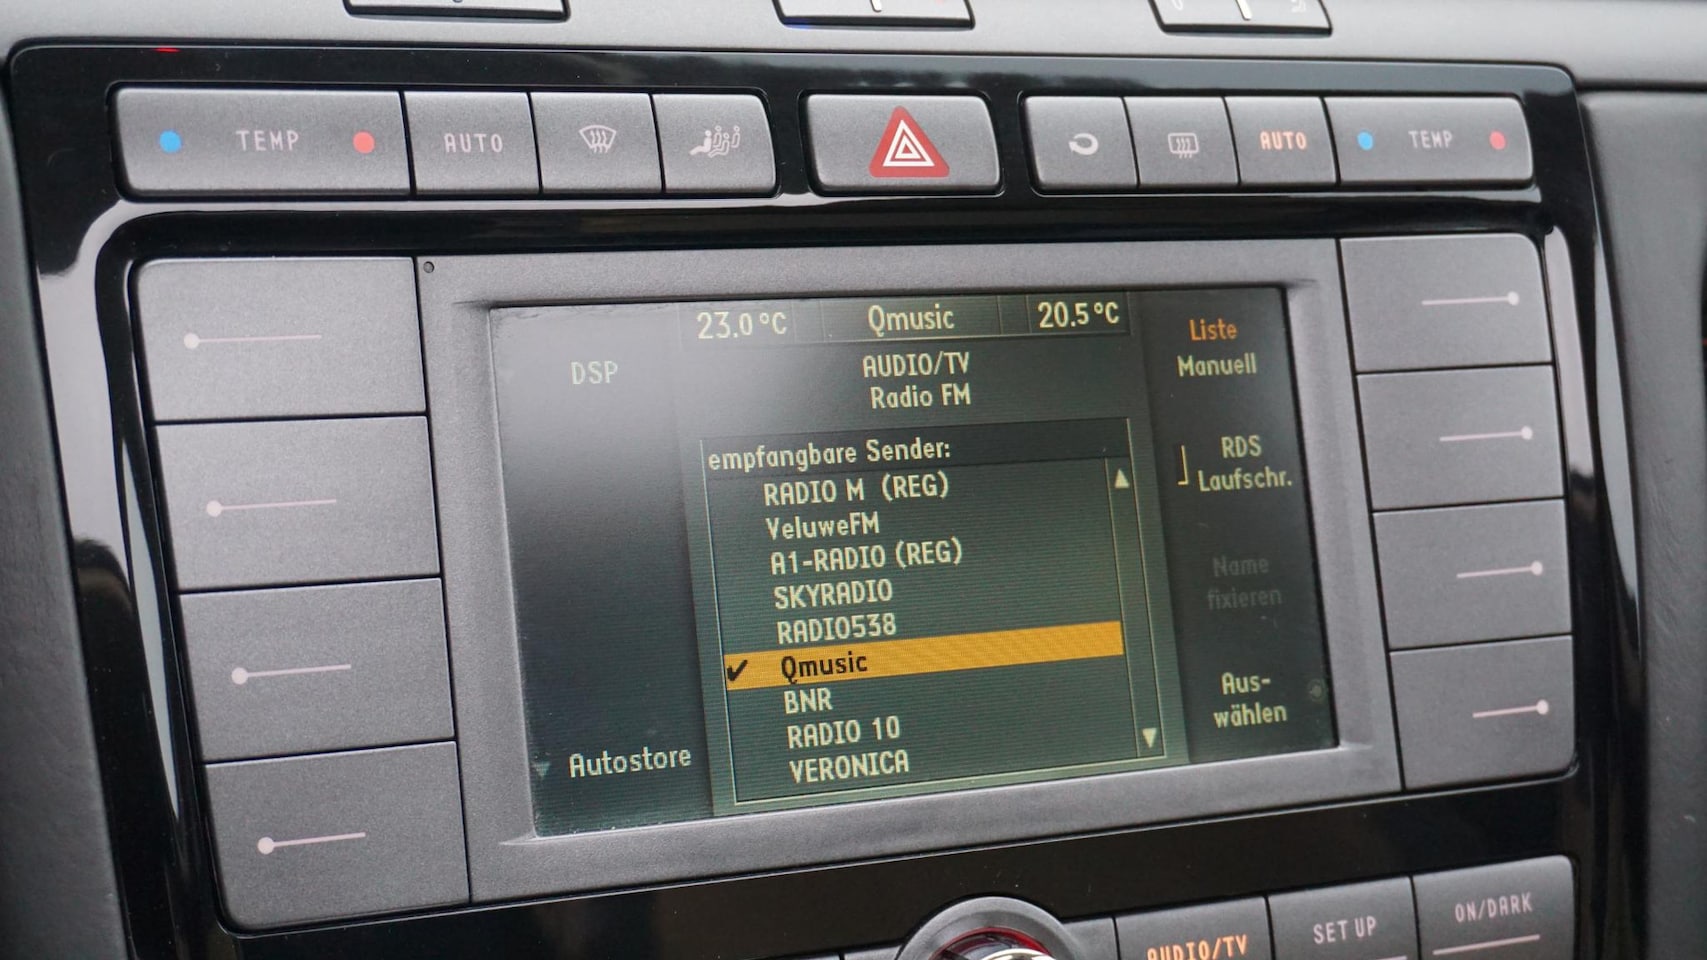 TEMP
AUTO
AUTO
TEMP
23.0°C
Qmusic
20.5°C
DSP
AUDIO/TV
Radio FM
Liste
Manuell
RDS
Laufschr.
Name
fixieren
Aus-
wählen
empfangbare Sender:
RADIO M (REG)
VeluweFM
A1-RADIO (REG)
SKYRADIO
RADIO538
Qmusic
BNR
RADIO 10
VERONICA
Autostore
AUDIO/TV
SET UP
ON/DARK